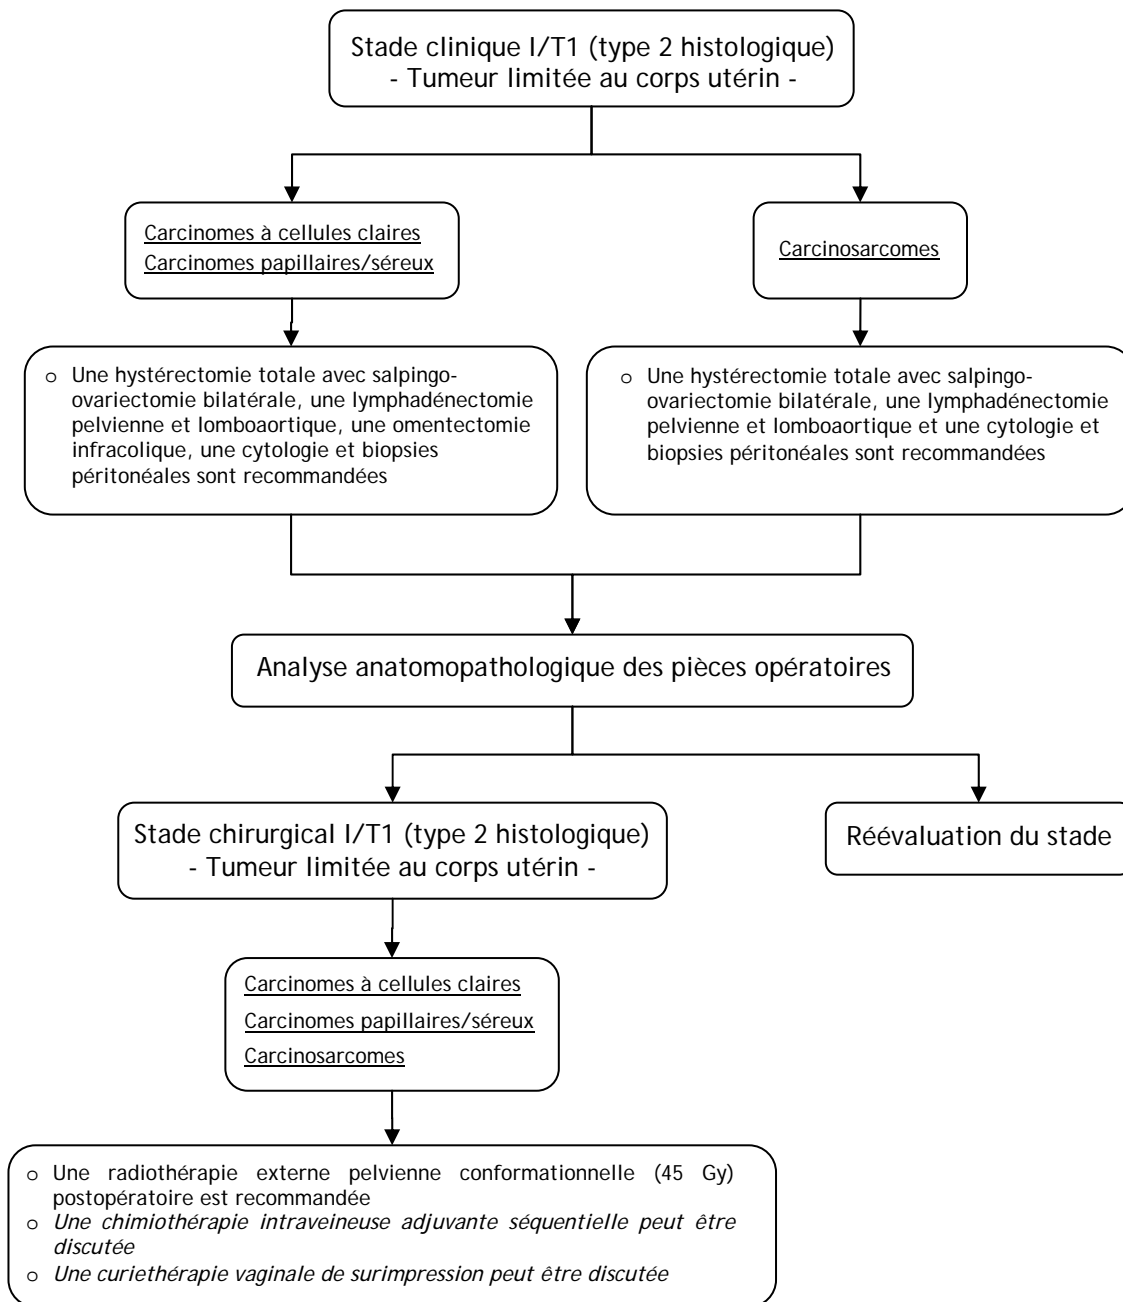 Stade clinique I/T1 (type 2 histologique)
- Tumeur limitée au corps utérin -
Carcinomes à cellules claires
Carcinomes papillaires/séreux
Carcinosarcomes
o Une hystérectomie totale avec salpingo-
ovariectomie bilatérale, une lymphadénectomie
pelvienne et lomboaortique, une omentectomie
infracolique, une cytologie et biopsies
péritonéales sont recommandées
o Une hystérectomie totale avec salpingo-
ovariectomie bilatérale, une lymphadénectomie
pelvienne et lomboaortique et une cytologie et
biopsies péritonéales sont recommandées
Analyse anatomopathologique des pièces opératoires
Stade chirurgical I/T1 (type 2 histologique)
- Tumeur limitée au corps utérin -
Réévaluation du stade
Carcinomes à cellules claires
Carcinomes papillaires/séreux
Carcinosarcomes
o Une radiothérapie externe pelvienne conformationnelle (45 Gy)
postopératoire est recommandée
o Une chimiothérapie intraveineuse adjuvante séquentielle peut être
discutée
o Une curiethérapie vaginale de surimpression peut être discutée